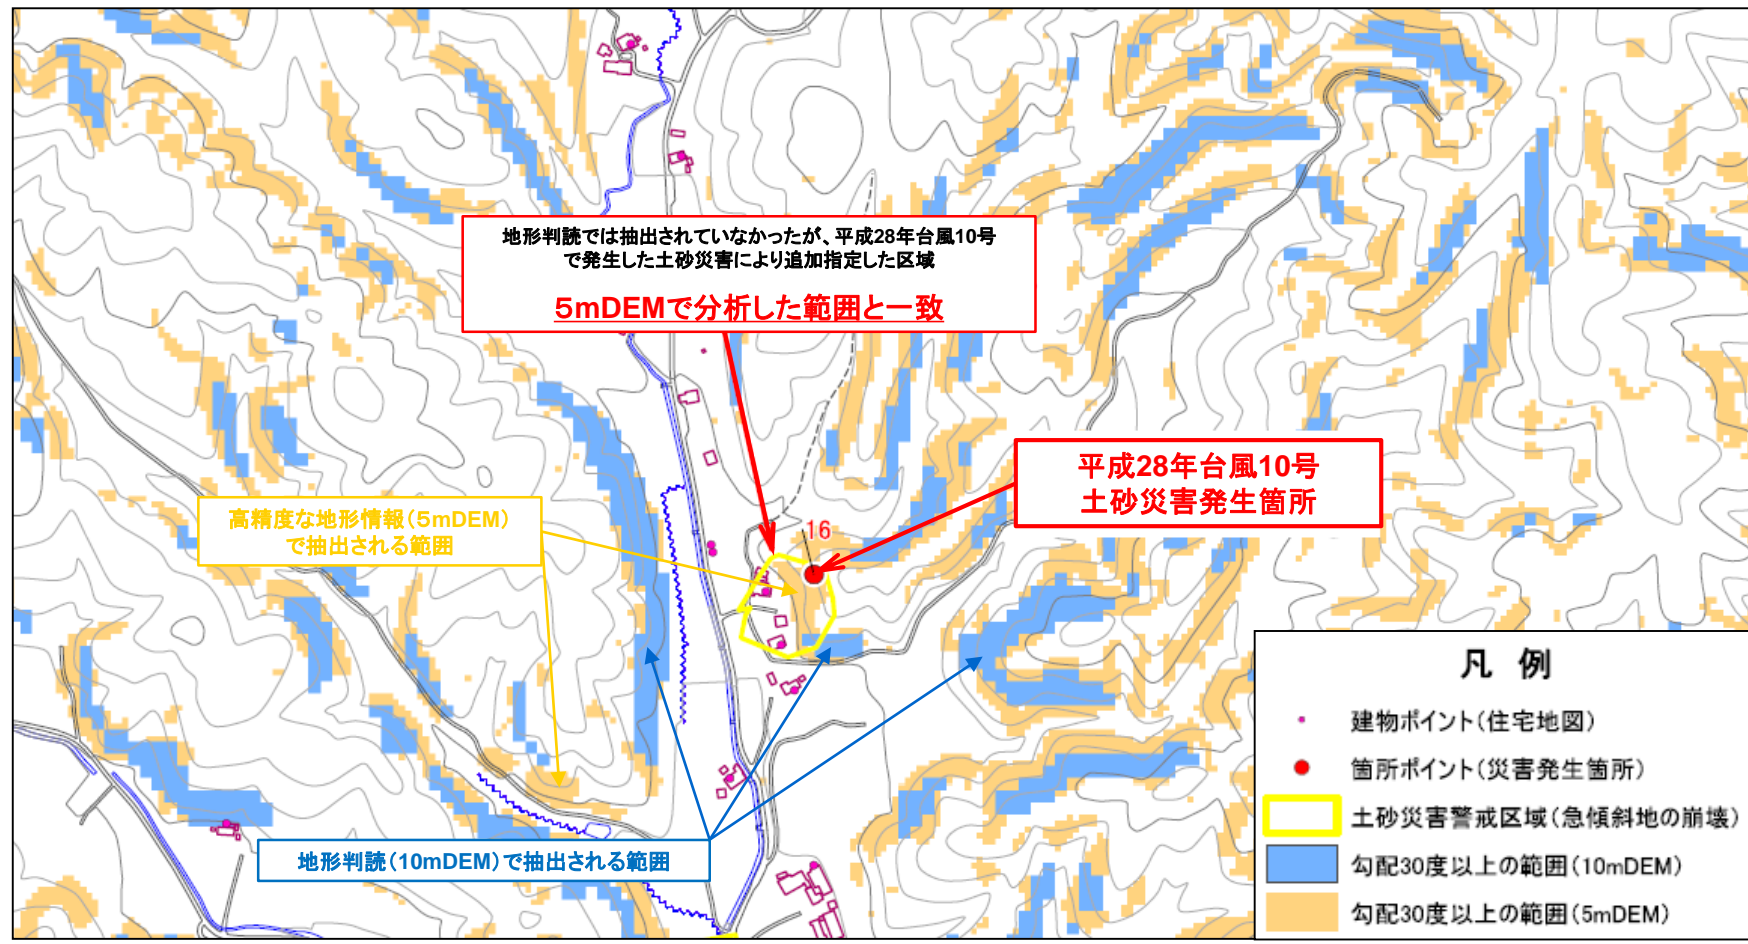 地形判読では抽出されていなかったが、平成28年台風10号
で発生した土砂災害により追加指定した区域
5mDEMで分析した範囲と一致
平成28年台風10号
土砂災害発生箇所
高精度な地形情報（5mDEM）
で抽出される範囲
16
地形判読（10mDEM）で抽出される範囲
凡 例
建物ポイント（住宅地図）
箇所ポイント（災害発生箇所）
土砂災害警戒区域（急傾斜地の崩壊）
勾配30度以上の範囲（10mDEM）
勾配30度以上の範囲（5mDEM）